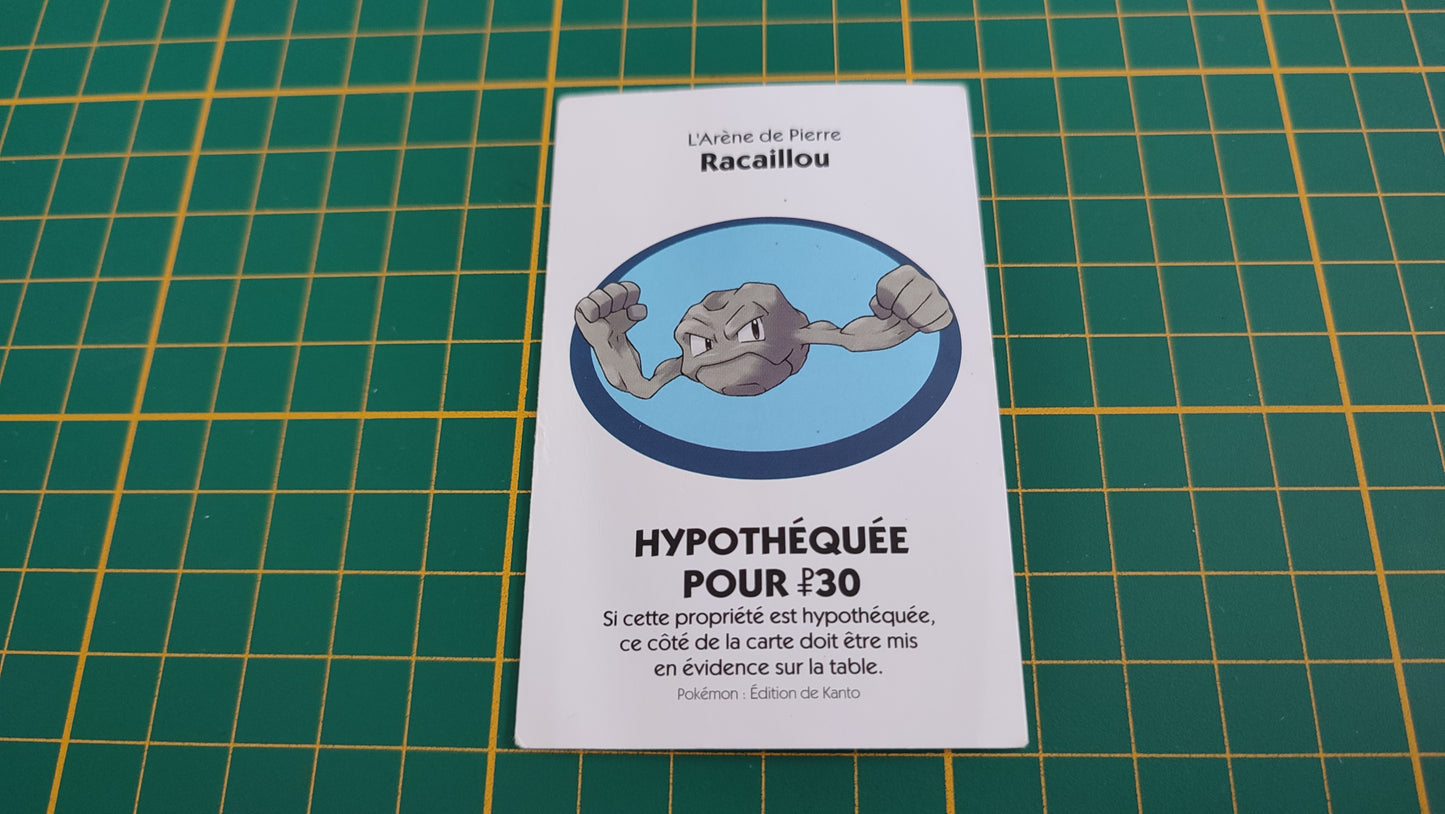 L'Arène de Pierre
Racaillou
HYPOTHÉQUÉE
POUR ₽30
Si cette propriété est hypothéquée,
ce côté de la carte doit être mis
en évidence sur la table.
Pokémon : Édition de Kanto